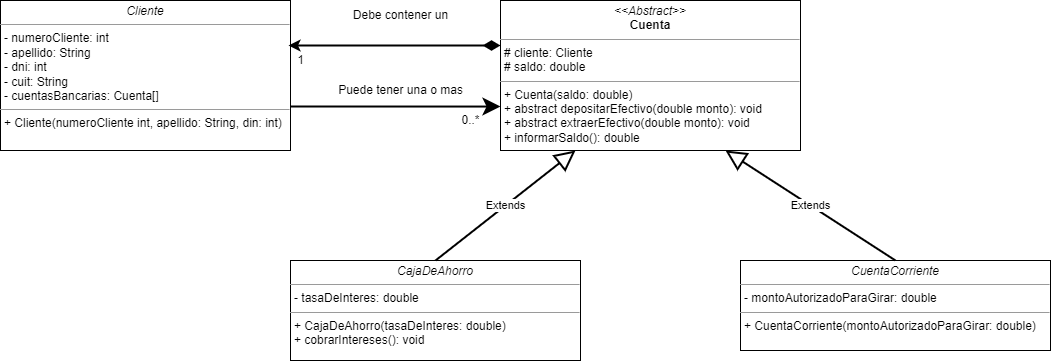 Cliente
- numeroCliente: int
- apellido: String
- dni: int
- cuit: String
- cuentasBancarias: Cuenta[]
+ Cliente(numeroCliente int, apellido: String, din: int)
Debe contener un
1
Puede tener una o mas
0..*
<<Abstract>>
Cuenta
# cliente: Cliente
# saldo: double
+ Cuenta(saldo: double)
+ abstract depositarEfectivo(double monto): void
+ abstract extraerEfectivo(double monto): void
+ informarSaldo(): double
Extends
Extends
CajaDeAhorro
- tasaDeInteres: double
+ CajaDeAhorro(tasaDeInteres: double)
+ cobrarIntereses(): void
CuentaCorriente
- montoAutorizadoParaGirar: double
+ CuentaCorriente(montoAutorizadoParaGirar: double)